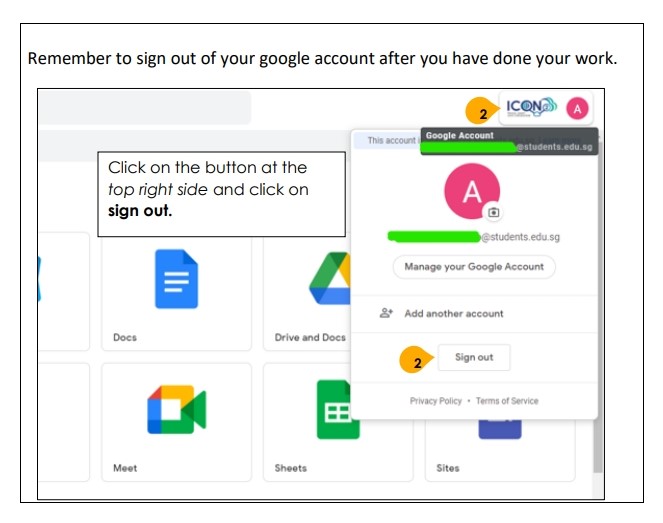 Remember to sign out of your google account after you have done your work.
2
ICON
A
This account
Google Account
@students.edu.sg
Click on the button at the
top right side and click on
sign out.
A
@students.edu.sg
Manage your Google Account
Add another account
Docs
Drive and Docs
2
Sign out
Privacy Policy • Terms of Service
Meet
Sheets
Sites